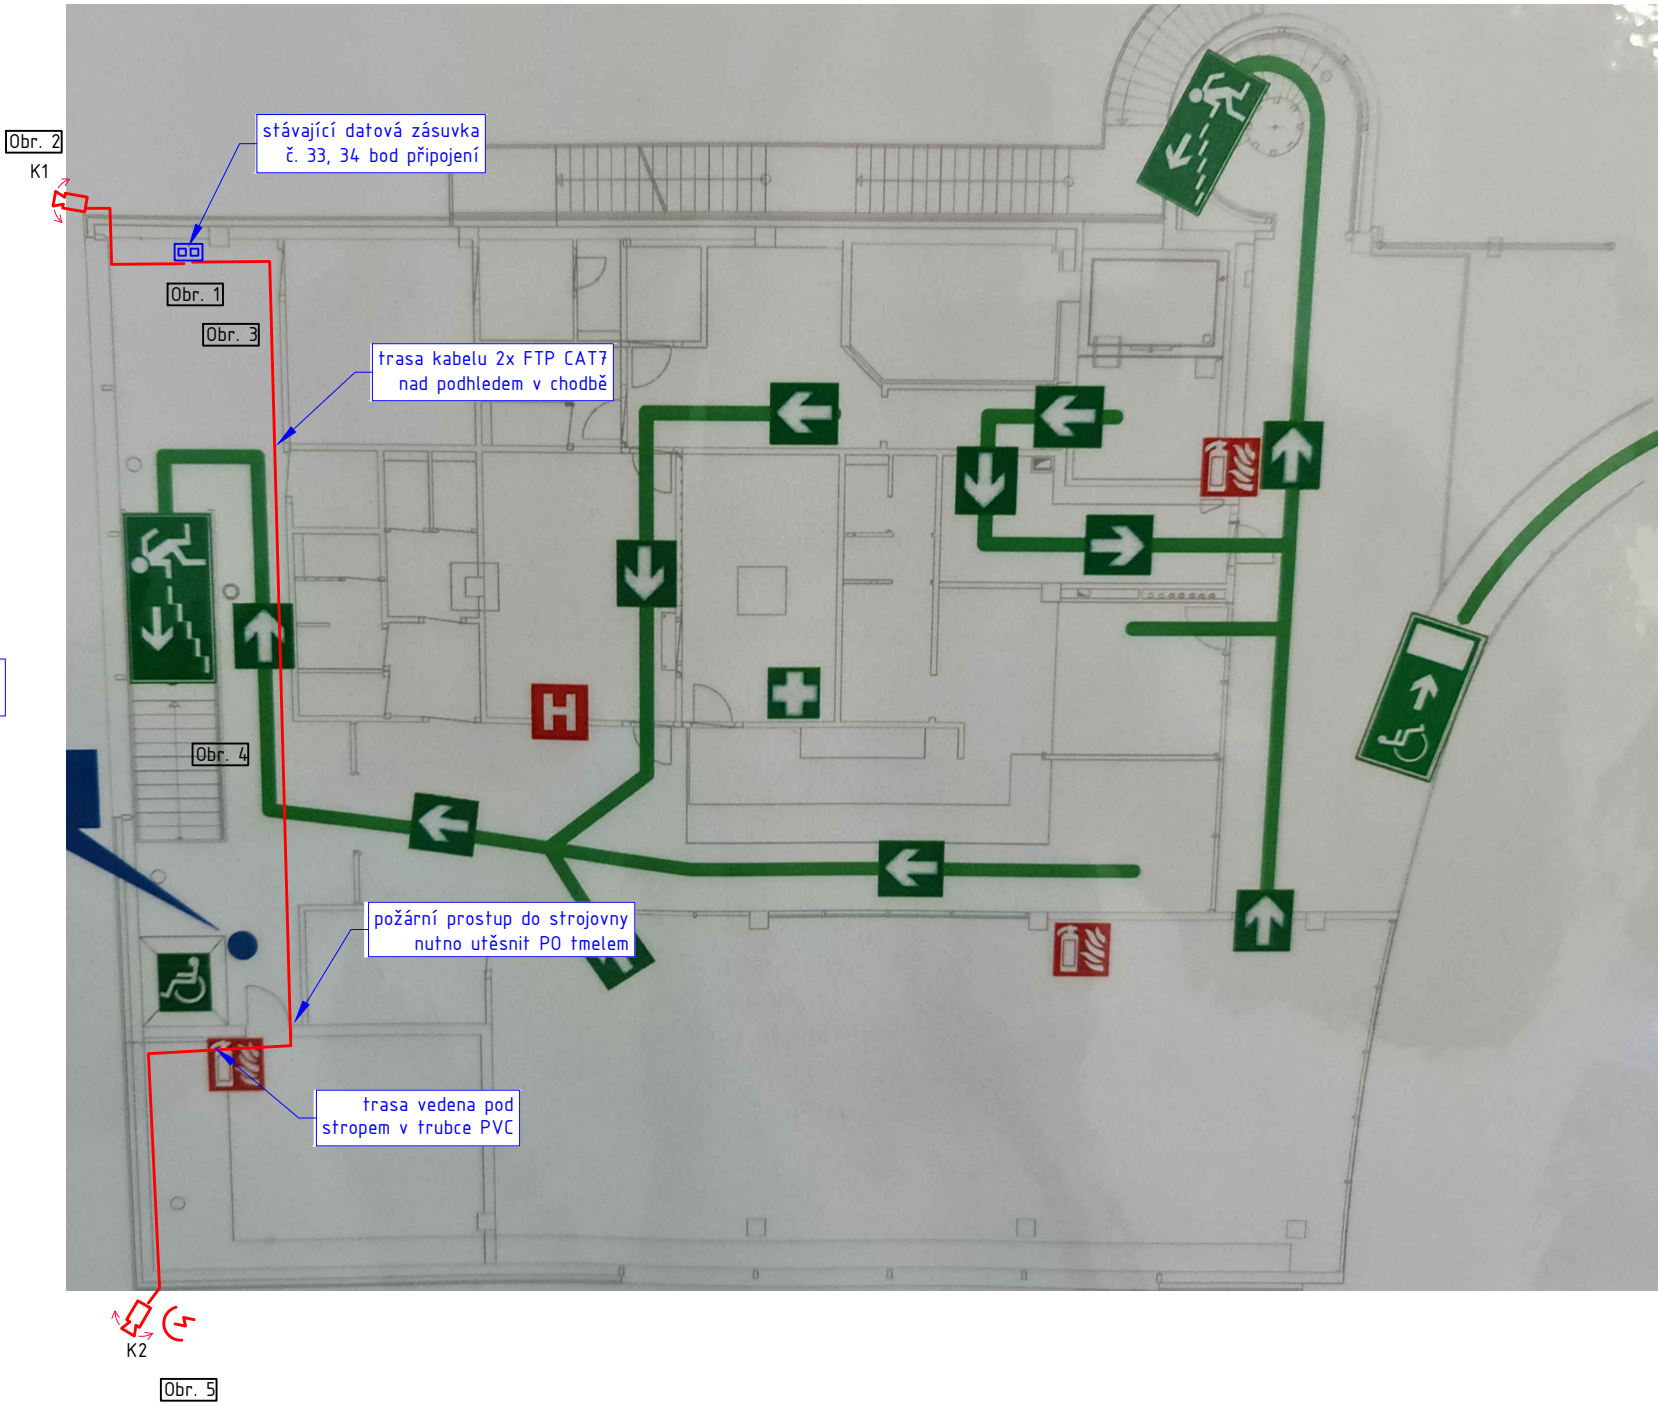 stávající datová zásuvka
č. 33, 34 bod připojení
Obr. 2
K1
Obr. 1
Obr. 3
trasa kabelu 2x FTP CAT7
nad podhledem v chodbě
H
Obr. 4
požární prostup do strojovny
nutno utěsnit PO tmelem
trasa vedena pod
stropem v trubce PVC
K2
Obr. 5